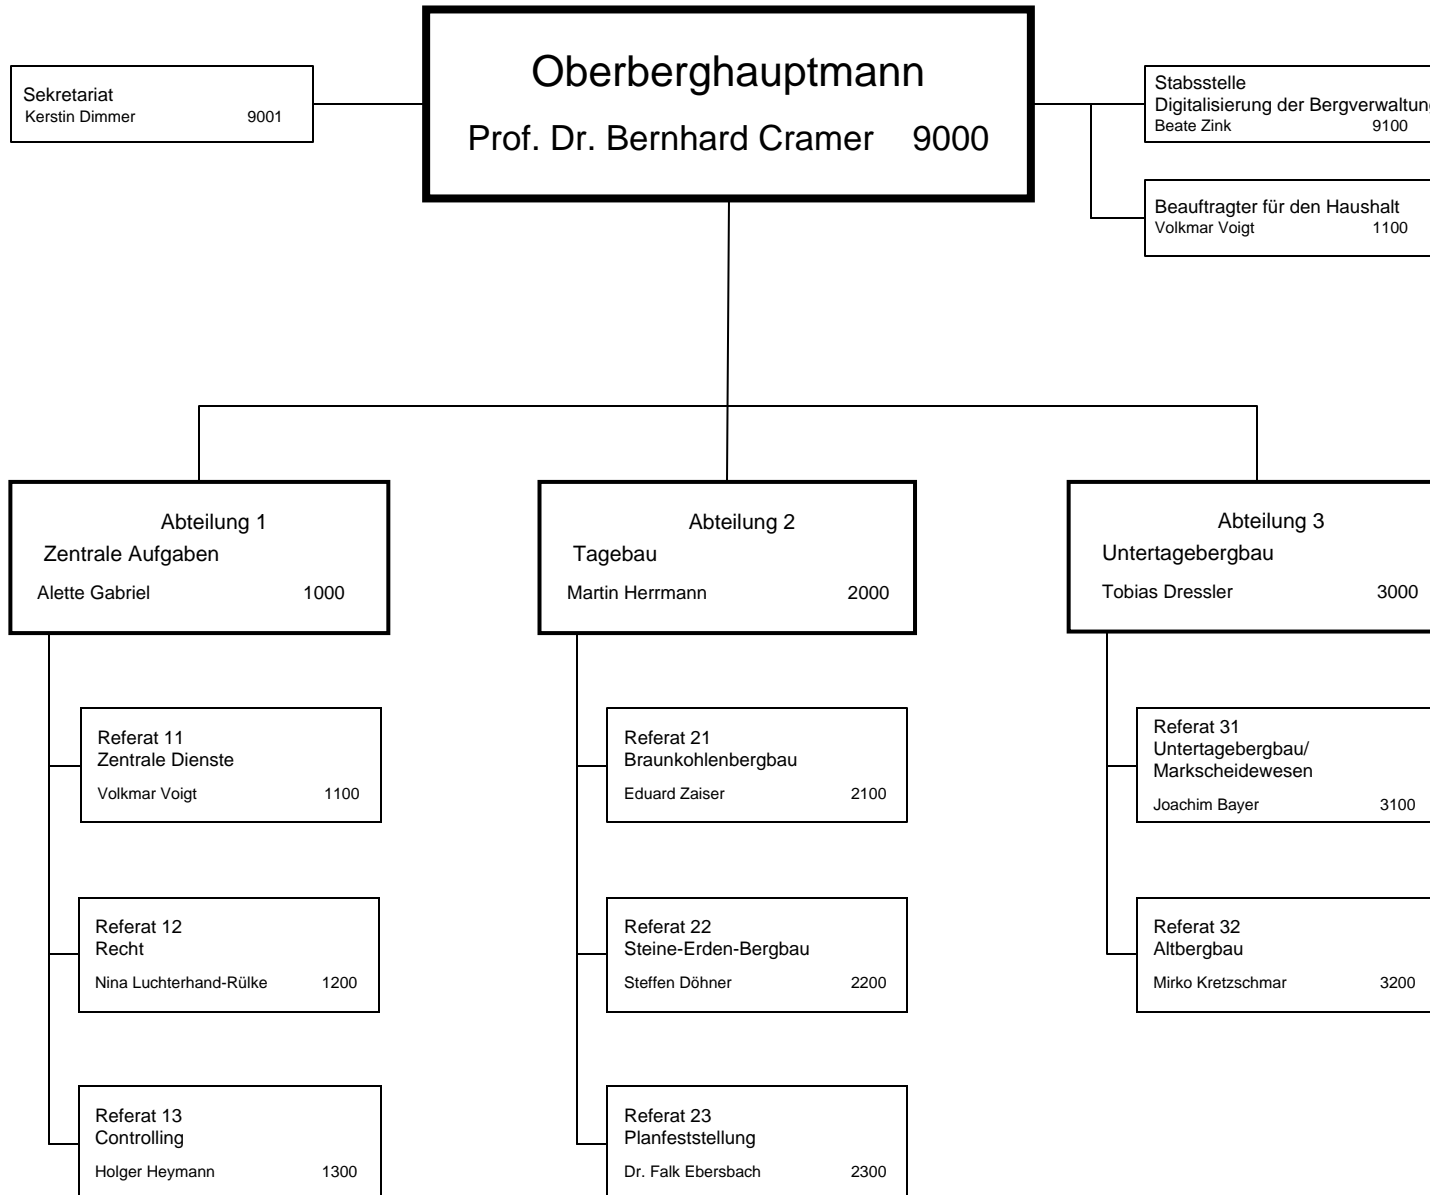 Oberberghauptmann
Prof. Dr. Bernhard Cramer 9000
Sekretariat
Kerstin Dimmer 9001
Stabsstelle
Digitalisierung der Bergverwaltung
Beate Zink 9100
Beauftragter für den Haushalt
Volkmar Voigt 1100
Abteilung 1
Zentrale Aufgaben
Alette Gabriel 1000
Referat 11
Zentrale Dienste
Volkmar Voigt 1100
Referat 12
Recht
Nina Luchterhand-Rülke 1200
Referat 13
Controlling
Holger Heymann 1300
Abteilung 2
Tagebau
Martin Herrmann 2000
Referat 21
Braunkohlenbergbau
Eduard Zaiser 2100
Referat 22
Steine-Erden-Bergbau
Steffen Döhner 2200
Referat 23
Planfeststellung
Dr. Falk Ebersbach 2300
Abteilung 3
Untertagebergbau
Tobias Dressler 3000
Referat 31
Untertagebergbau/
Markscheidewesen
Joachim Bayer 3100
Referat 32
Altbergbau
Mirko Kretzschmar 3200